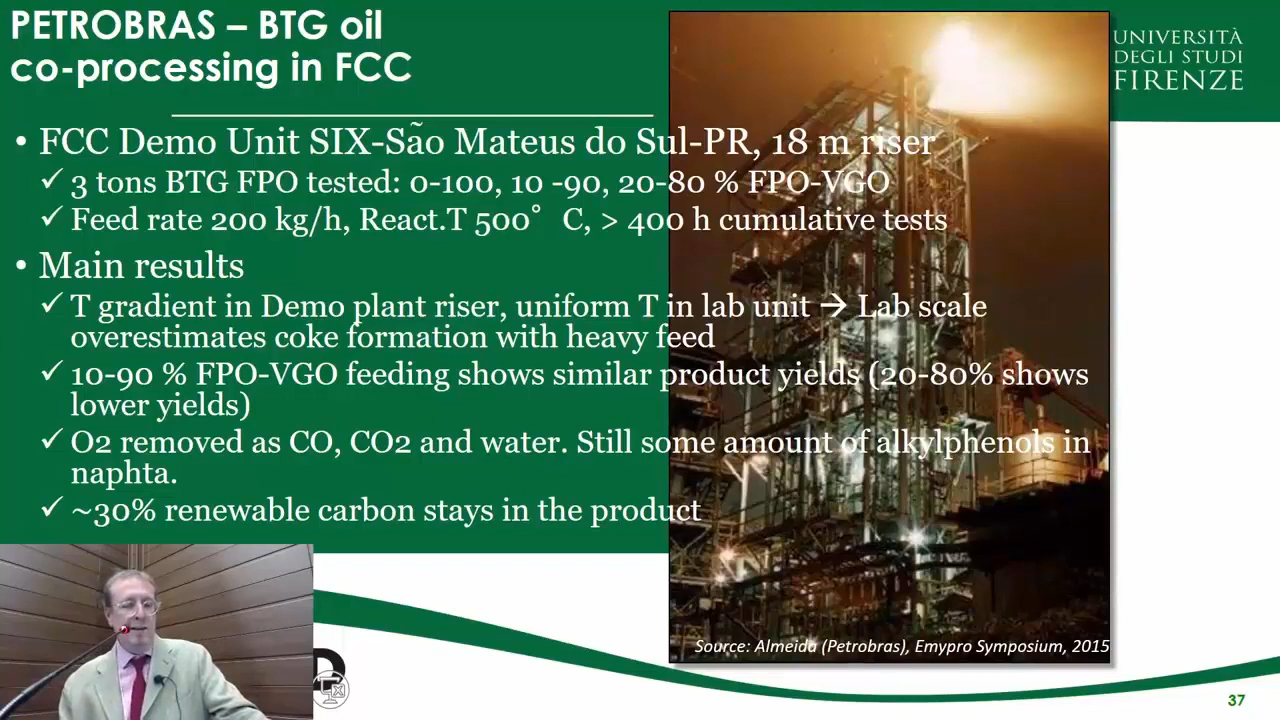 PETROBRAS – BTG oil
co-processing in FCC
UNIVERSITÀ
DEGLI STUDI
FIRENZE
• FCC Demo Unit SIX-São Mateus do Sul-PR, 18 m riser
✓ 3 tons BTG FPO tested: 0-100, 10 -90, 20-80 % FPO-VGO
✓ Feed rate 200 kg/h, React.T 500° C, > 400 h cumulative tests
• Main results
✓ T gradient in Demo plant riser, uniform T in lab unit → Lab scale
overestimates coke formation with heavy feed
✓ 10-90 % FPO-VGO feeding shows similar product yields (20-80% shows
lower yields)
✓ O2 removed as CO, CO2 and water. Still some amount of alkylphenols in
naphta.
✓ ~30% renewable carbon stays in the product
Source: Almeida (Petrobras), Emypro Symposium, 2015
37